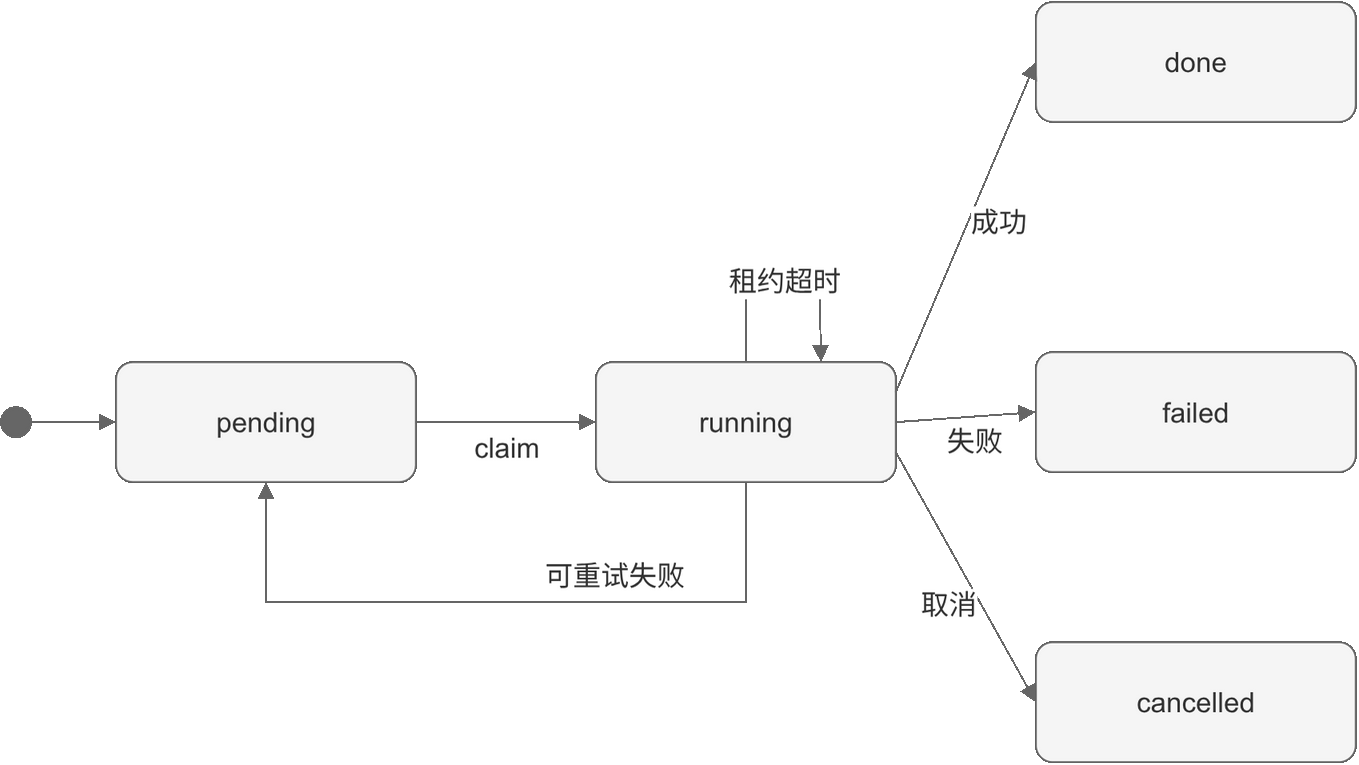 done
成功
租约超时
pending
claim
running
失败
failed
可重试失败
取消
cancelled